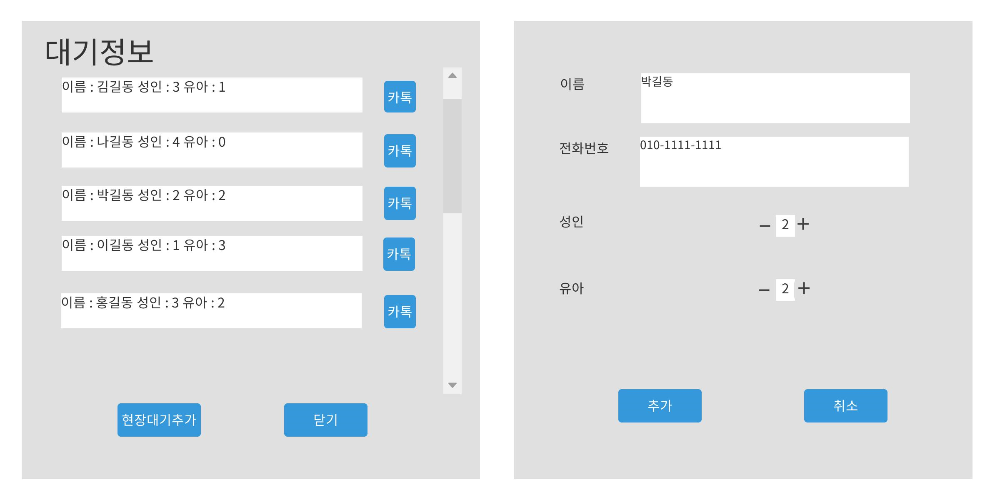 대기정보
이름 : 김길동 성인 : 3 유아 : 1
카톡
이름 : 나길동 성인 : 4 유아 : 0
카톡
이름 : 박길동 성인 : 2 유아 : 2
카톡
이름 : 이길동 성인 : 1 유아 : 3
카톡
이름 : 홍길동 성인 : 3 유아 : 2
카톡
현장대기추가
닫기
이름
박길동
전화번호
010-1111-1111
성인
– 2 +
유아
– 2 +
추가
취소